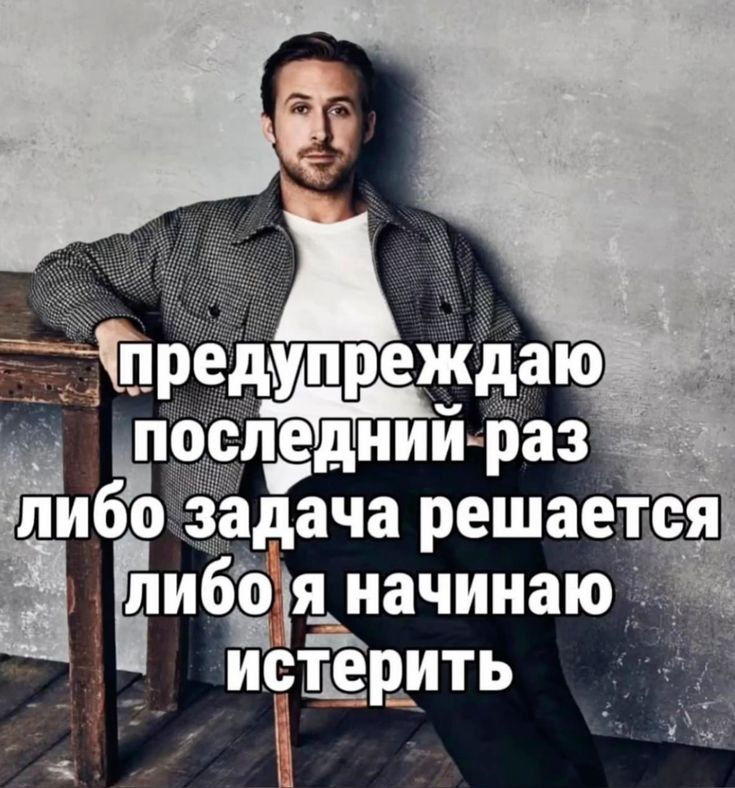 предупреждаю
последний раз
либо задача решается
либо я начинаю
истерить